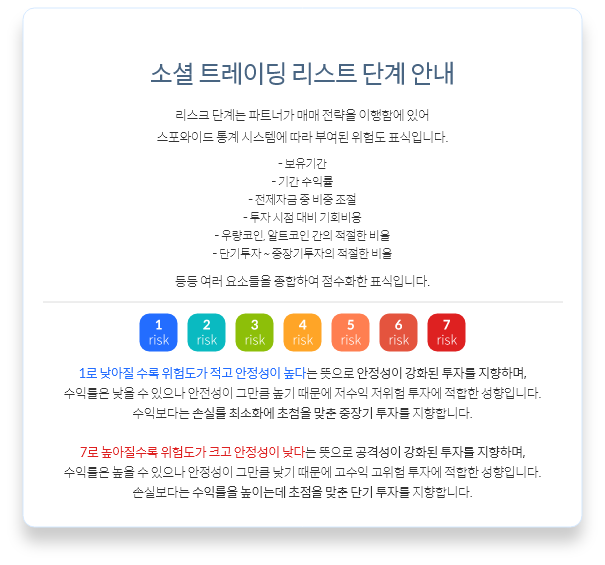 소셜 트레이딩 리스트 단계 안내
리스크 단계는 파트너가 매매 전략을 이행함에 있어
스포와이드 통계 시스템에 따라 부여된 위험도 표식입니다.
- 보유기간
- 기간 수익률
- 전제자금 중 비중 조절
- 투자 시점 대비 기회비용
- 우량코인, 알트코인 간의 적절한 비율
- 단기투자 ~ 중장기투자의 적절한 비율
등등 여러 요소들을 종합하여 점수화한 표식입니다.
1 2 3 4 5 6 7
risk risk risk risk risk risk risk
1로 낮아질 수록 위험도가 적고 안정성이 높다는 뜻으로 안정성이 강화된 투자를 지향하며,
수익률은 낮을 수 있으나 안전성이 그만큼 높기 때문에 저수익 저위험 투자에 적합한 성향입니다.
수익보다는 손실를 최소화에 초첨을 맞춘 중장기 투자를 지향합니다.
7로 높아질수록 위험도가 크고 안정성이 낮다는 뜻으로 공격성이 강화된 투자를 지향하며,
수익률은 높을 수 있으나 안정성이 그만큼 낮기 때문에 고수익 고위험 투자에 적합한 성향입니다.
손실보다는 수익률을 높이는데 초점을 맞춘 단기 투자를 지향합니다.